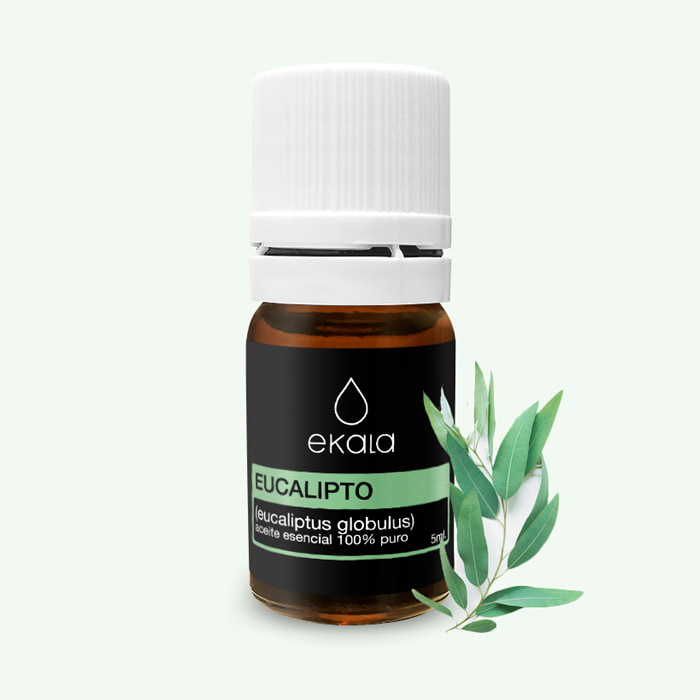 ekala
EUCALIPTO
(eucaliptus globulus)
aceite esencial 100% puro
5mL